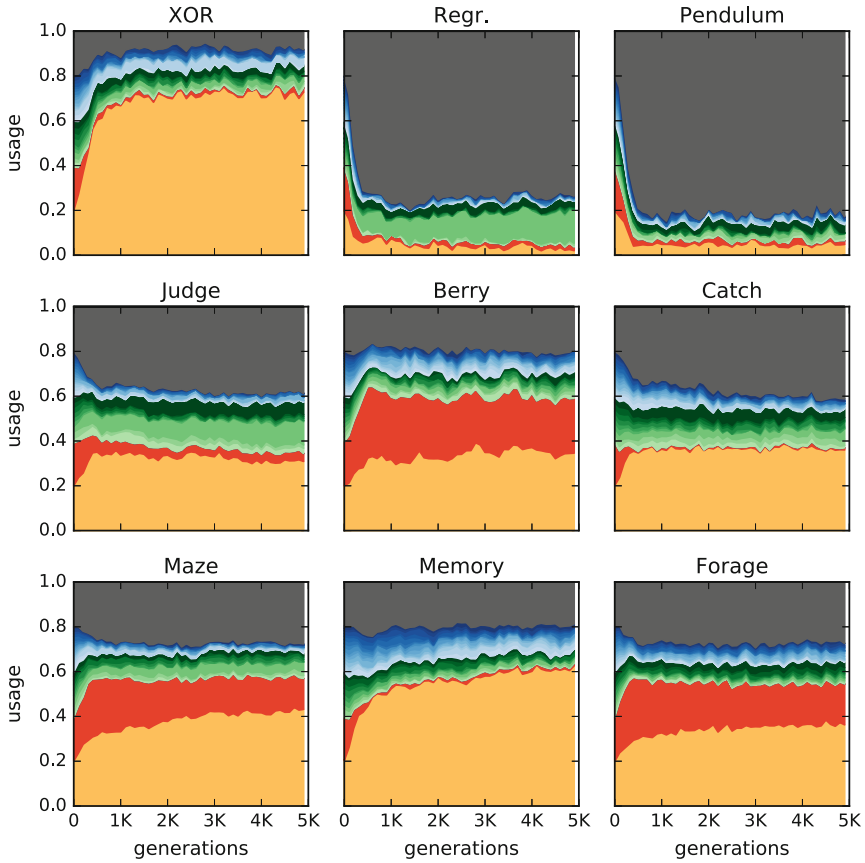 XOR Regr. Pendulum
1.0
0.8
0.6
0.4
0.2
0.0
usage
Judge Berry Catch
1.0
0.8
0.6
0.4
0.2
0.0
usage
Maze Memory Forage
1.0
0.8
0.6
0.4
0.2
0.0
usage
0 1K 2K 3K 4K 5K 0 1K 2K 3K 4K 5K 0 1K 2K 3K 4K 5K
generations generations generations